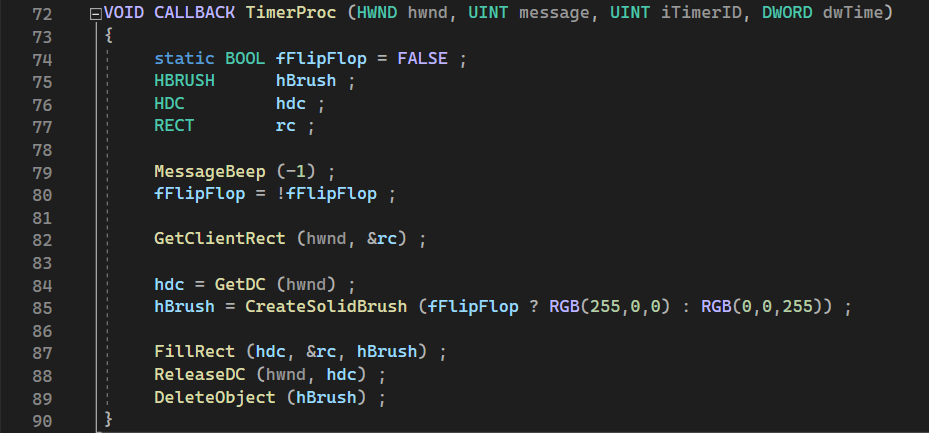 72 VOID CALLBACK TimerProc (HWND hwnd, UINT message, UINT iTimerID, DWORD dwTime)
73 {
74 static BOOL fFlipFlop = FALSE ;
75 HBRUSH hBrush ;
76 HDC hdc ;
77 RECT rc ;
78
79 MessageBeep (-1) ;
80 fFlipFlop = !fFlipFlop ;
81
82 GetClientRect (hwnd, &rc) ;
83
84 hdc = GetDC (hwnd) ;
85 hBrush = CreateSolidBrush (fFlipFlop ? RGB(255,0,0) : RGB(0,0,255)) ;
86
87 FillRect (hdc, &rc, hBrush) ;
88 ReleaseDC (hwnd, hdc) ;
89 DeleteObject (hBrush) ;
90 }